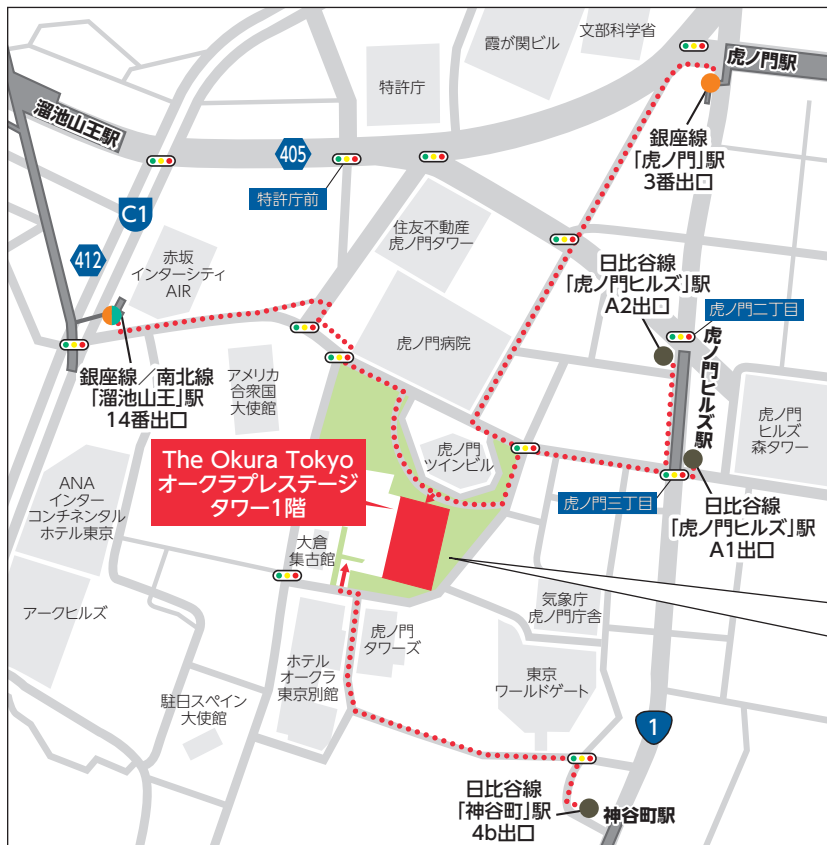 文部科学省
霞が関ビル
虎ノ門駅
特許庁
溜池山王駅
銀座線
「虎ノ門」駅
3番出口
405
特許庁前
C1
住友不動産
虎ノ門タワー
412
赤坂
インターシティ
AIR
日比谷線
「虎ノ門ヒルズ」駅
A2出口
虎ノ門二丁目
虎ノ門病院
虎ノ門ヒルズ駅
銀座線/南北線
「溜池山王」駅
14番出口
アメリカ
合衆国
大使館
虎ノ門
ヒルズ
森タワー
The Okura Tokyo
オークラプレステージ
タワー1階
虎ノ門
ツインビル
ANA
インター
コンチネンタル
ホテル東京
虎ノ門三丁目
日比谷線
「虎ノ門ヒルズ」駅
A1出口
大倉
集古館
アークヒルズ
気象庁
虎ノ門庁舎
虎ノ門
タワーズ
ホテル
オークラ
東京別館
東京
ワールドゲート
駐日スペイン
大使館
1
日比谷線
「神谷町」駅
4b出口
神谷町駅